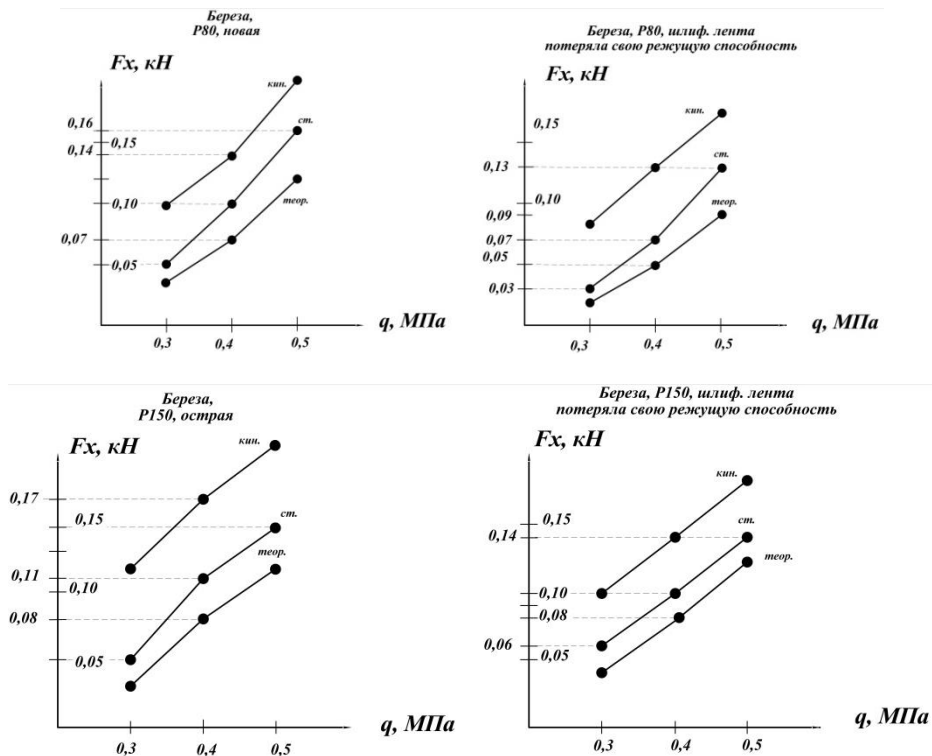 Береза,
P80, новая
Fx, кН
кин.
0,16
0,15
0,14
ст.
0,10
теор.
0,07
0,05
q, МПа
0,3
0,4
0,5
Береза, P80, шлиф. лента
потеряла свою режущую способность
Fx, кН
кин.
0,15
ст.
0,13
0,10
теор.
0,09
0,07
0,05
0,03
q, МПа
0,3
0,4
0,5
Береза,
P150, острая
Fx, кН
кин.
0,17
0,15
ст.
теор.
0,11
0,10
0,08
0,05
q, МПа
0,3
0,4
0,5
Береза, P150, шлиф. лента
потеряла свою режущую способность
Fx, кН
кин.
0,15
ст.
0,14
теор.
0,10
0,08
0,06
0,05
q, МПа
0,3
0,4
0,5